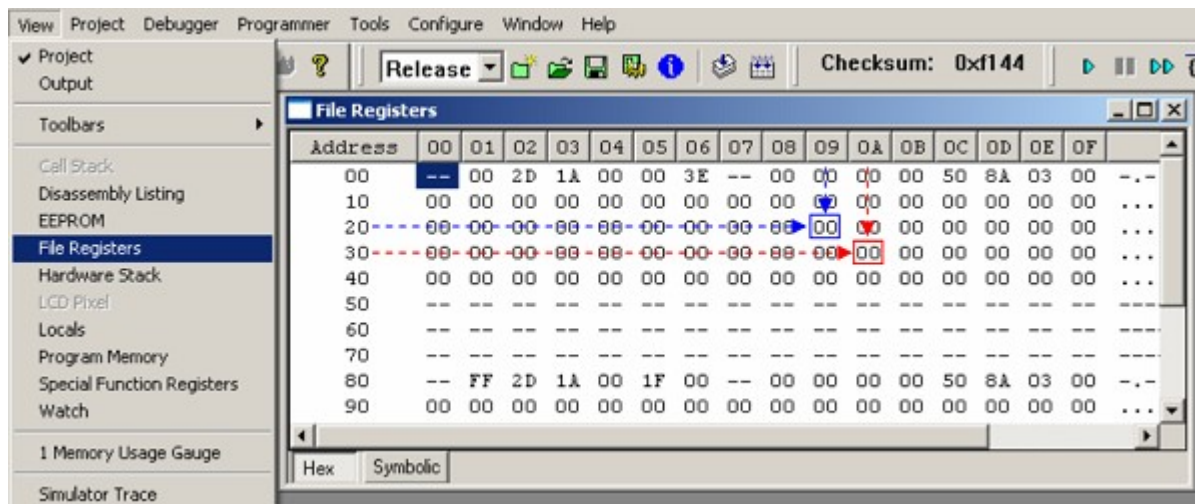 View Project Debugger Programmer Tools Configure Window Help
Project
Output
Toolbars
Call Stack
Disassembly Listing
EEPROM
File Registers
Hardware Stack
LCD Pixel
Locals
Program Memory
Special Function Registers
Watch
1 Memory Usage Gauge
Simulator Trace
Release Checksum: 0xf144
File Registers
Address 00 01 02 03 04 05 06 07 08 09 0A 0B 0C 0D 0E 0F
00 -- 00 2D 1A 00 00 3E -- 00 00 00 00 50 8A 03 00 -.-
10 00 00 00 00 00 00 00 00 00 00 00 00 00 00 00 00 ...
20 00 00 00 00 00 00 00 00 00 00 00 00 00 00 00 00 ...
30 00 00 00 00 00 00 00 00 00 00 00 00 00 00 00 00 ...
40 00 00 00 00 00 00 00 00 00 00 00 00 00 00 00 00 ...
50 -- -- -- -- -- -- -- -- -- -- -- -- -- -- -- -- ----
60 -- -- -- -- -- -- -- -- -- -- -- -- -- -- -- -- ----
70 -- -- -- -- -- -- -- -- -- -- -- -- -- -- -- -- ----
80 -- FF 2D 1A 00 1F 00 -- 00 00 00 00 50 8A 03 00 -.-
90 00 00 00 00 00 00 00 00 00 00 00 00 00 00 00 00 ...
Hex Symbolic